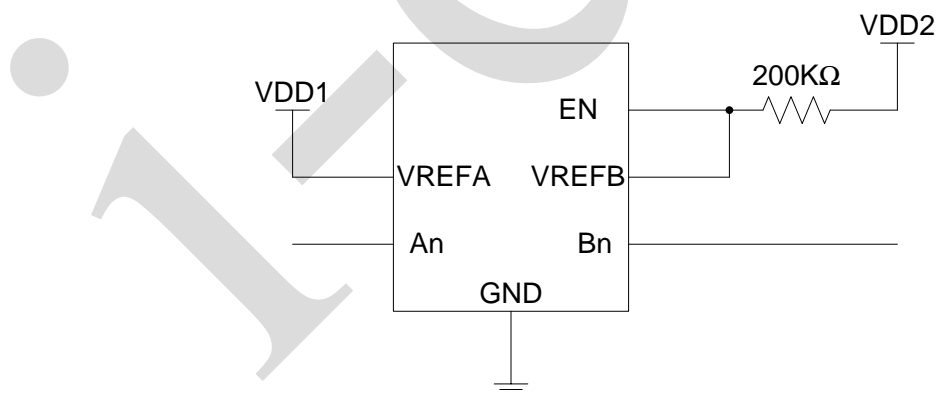 VDD2
200KΩ
VDD1
EN
VREFA VREFB
An Bn
GND